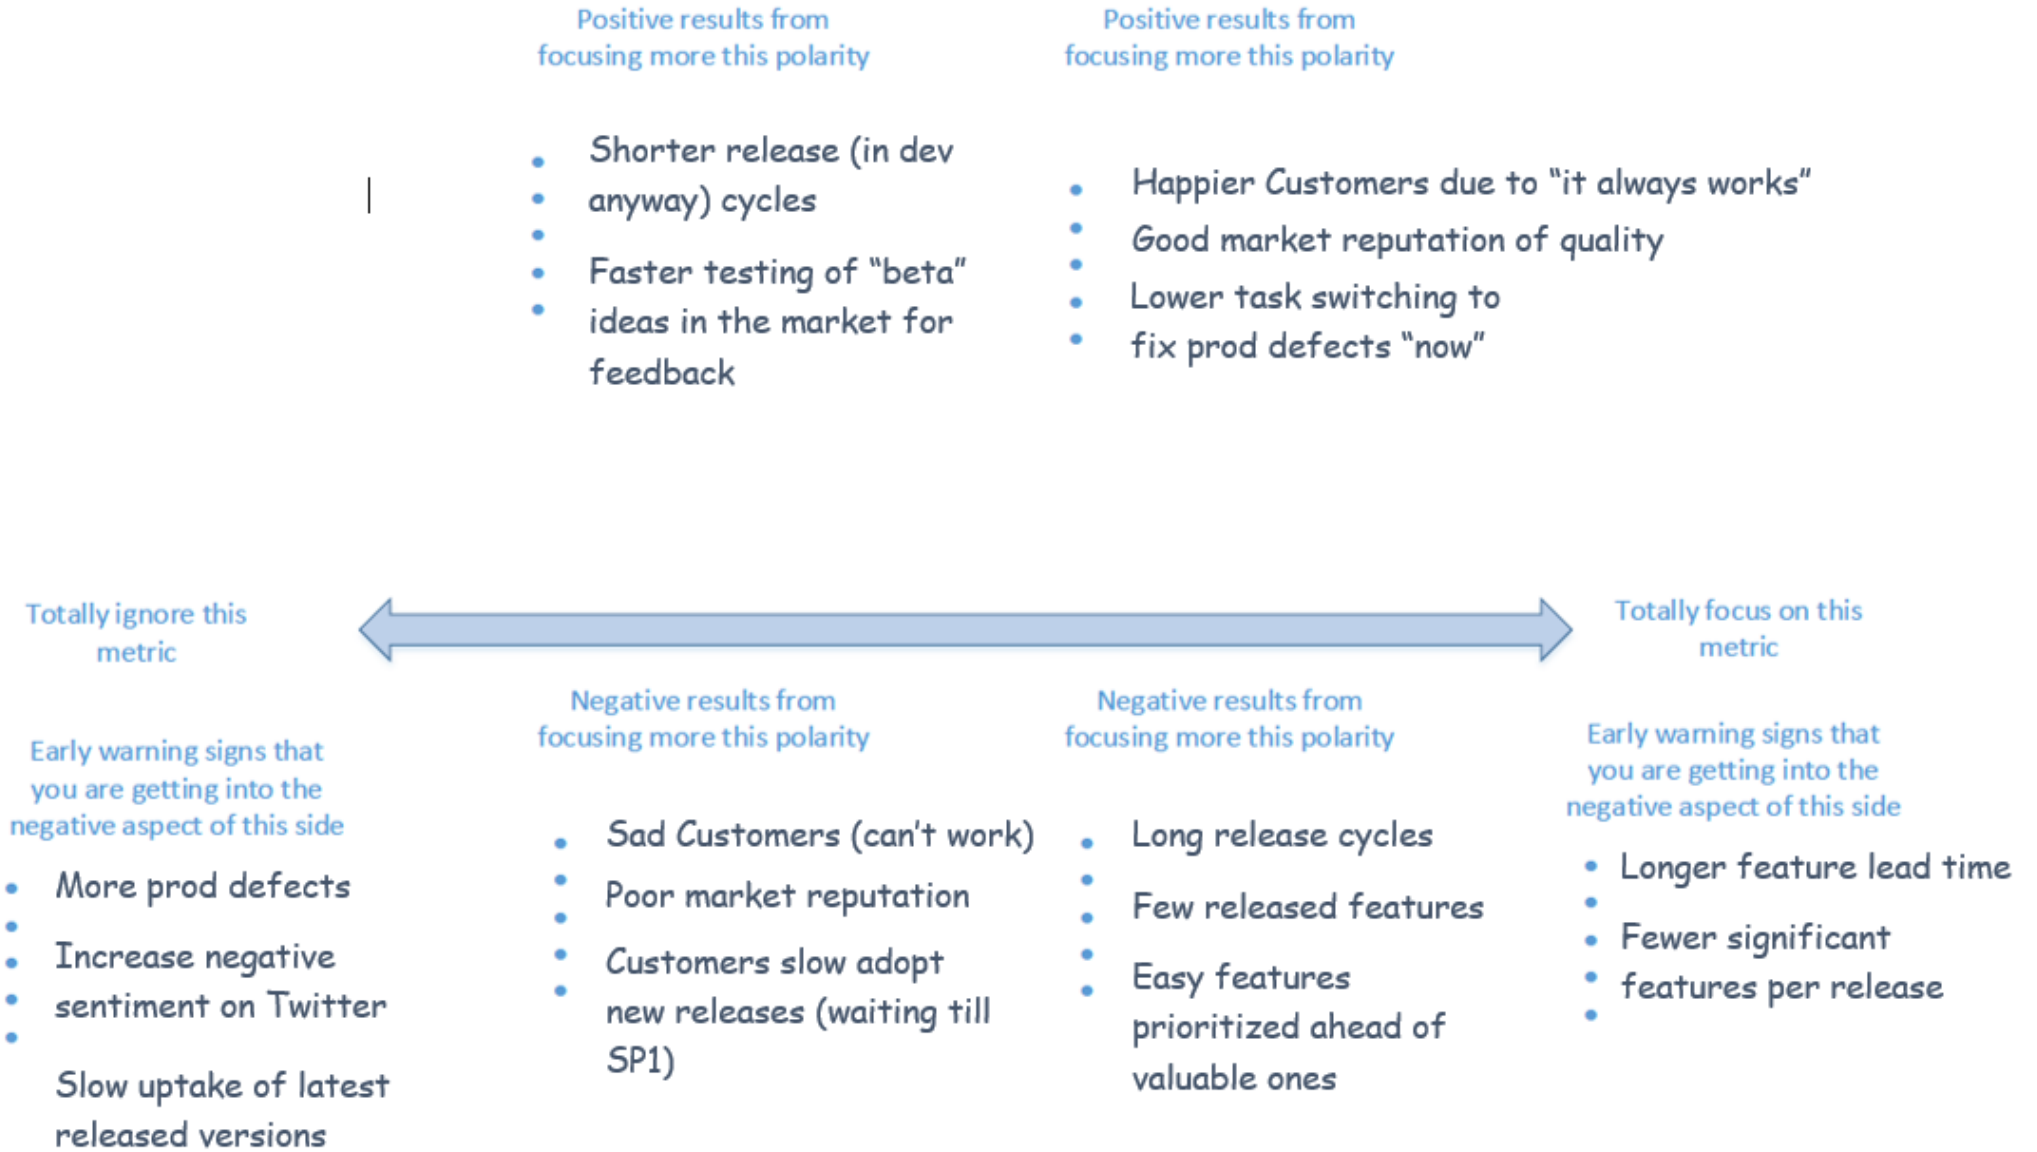 Positive results from
focusing more this polarity
Shorter release (in dev
anyway) cycles
Faster testing of “beta”
ideas in the market for
feedback
Positive results from
focusing more this polarity
Happier Customers due to “it always works”
Good market reputation of quality
Lower task switching to
fix prod defects “now”
Totally ignore this
metric
Totally focus on this
metric
Early warning signs that
you are getting into the
negative aspect of this side
More prod defects
Increase negative
sentiment on Twitter
Slow uptake of latest
released versions
Negative results from
focusing more this polarity
Sad Customers (can’t work)
Poor market reputation
Customers slow adopt
new releases (waiting till
SP1)
Negative results from
focusing more this polarity
Long release cycles
Few released features
Easy features
prioritized ahead of
valuable ones
Early warning signs that
you are getting into the
negative aspect of this side
Longer feature lead time
Fewer significant
features per release